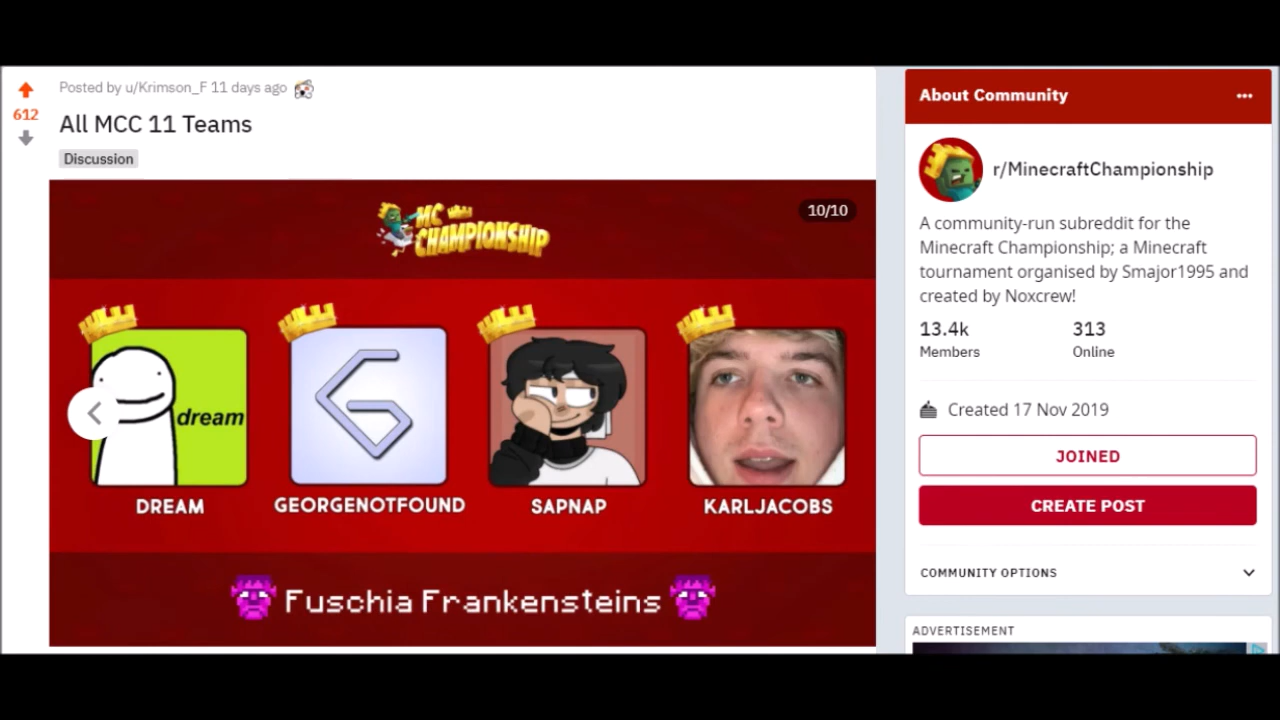 Posted by u/Krimson_F 11 days ago
612
All MCC 11 Teams
Discussion
MC
CHAMPIONSHIP
10/10
dream
DREAM
GEORGENOTFOUND
SAPNAP
KARLJACOBS
Fuschia Frankensteins
About Community
r/MinecraftChampionship
A community-run subreddit for the
Minecraft Championship; a Minecraft
tournament organised by Smajor1995 and
created by Noxcrew!
13.4k
313
Members
Online
Created 17 Nov 2019
JOINED
CREATE POST
COMMUNITY OPTIONS
ADVERTISEMENT